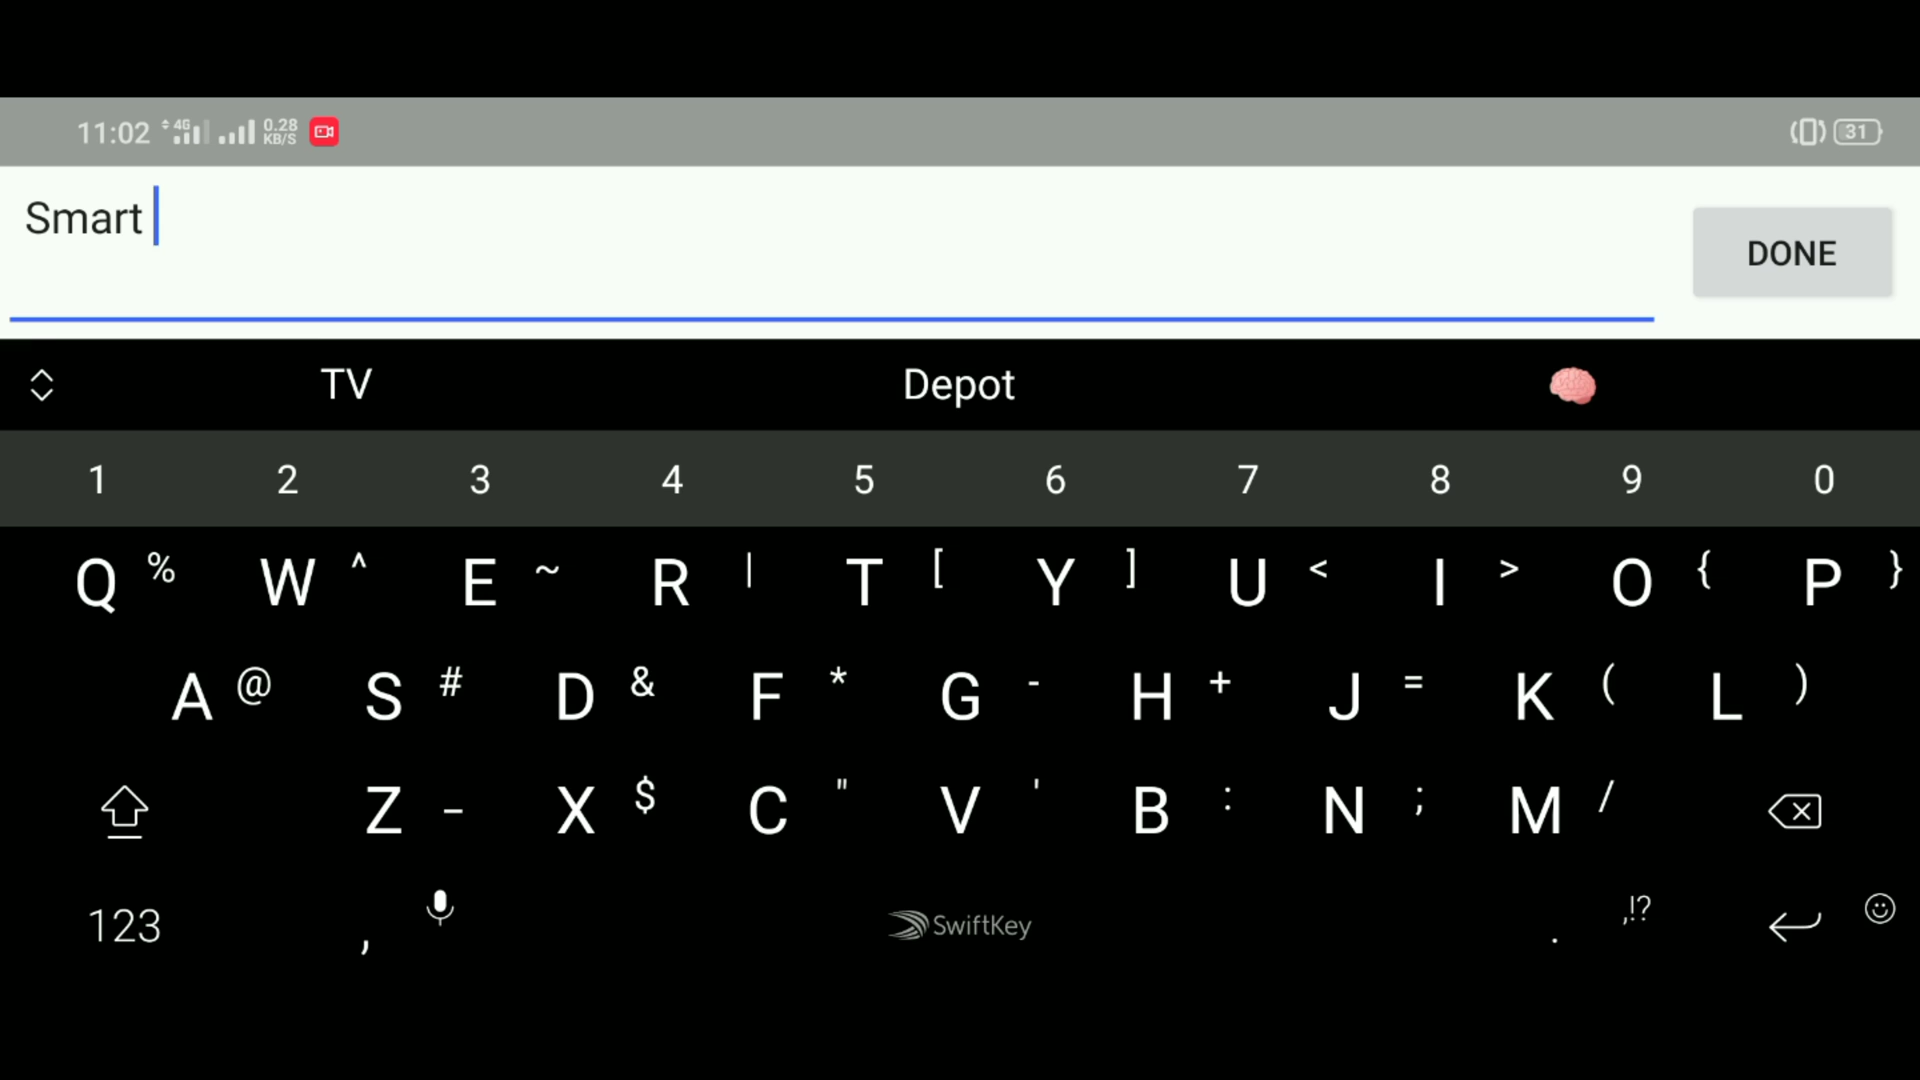 11:02 4G 0.28 KB/S 31
Smart
DONE
TV Depot
1 2 3 4 5 6 7 8 9 0
Q % W ^ E ~ R | T [ Y ] U < I > O { P }
A @ S # D & F * G - H + J = K ( L )
Z _ X $ C " V ' B : N ; M /
123 , SwiftKey . ,!?